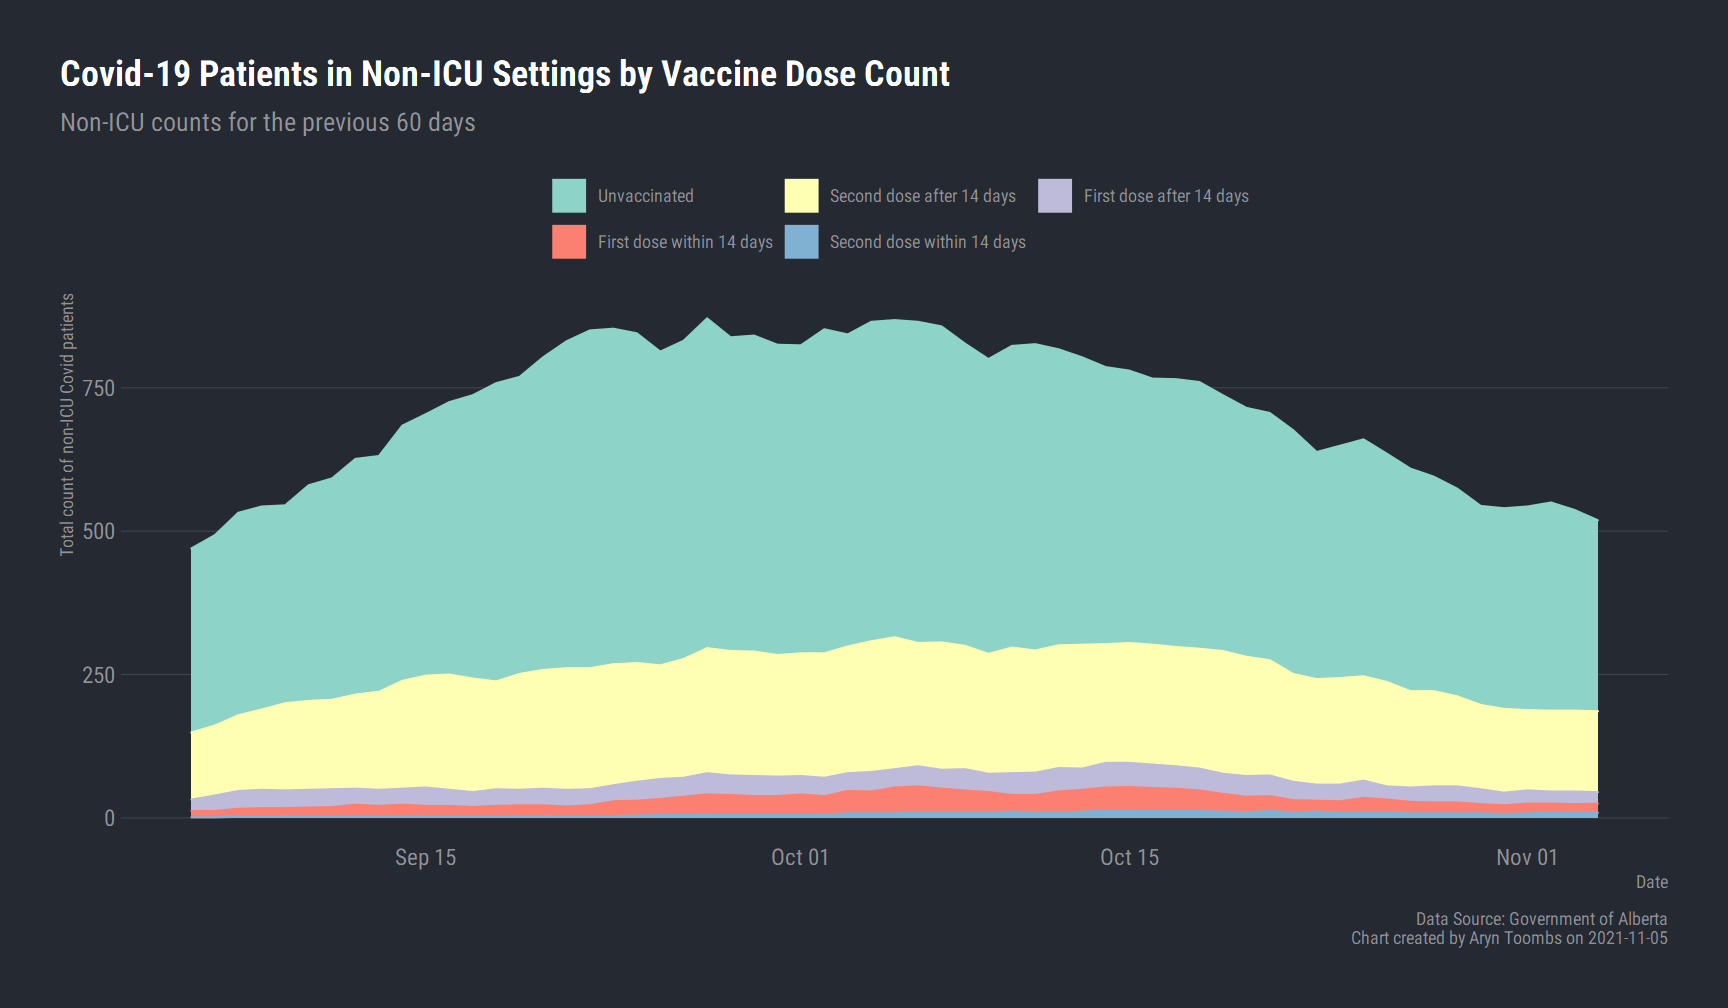 Covid-19 Patients in Non-ICU Settings by Vaccine Dose Count
Non-ICU counts for the previous 60 days
Unvaccinated
Second dose after 14 days
First dose after 14 days
First dose within 14 days
Second dose within 14 days
Total count of non-ICU Covid patients
750
500
250
0
Sep 15
Oct 01
Oct 15
Nov 01
Date
Data Source: Government of Alberta
Chart created by Aryn Toombs on 2021-11-05